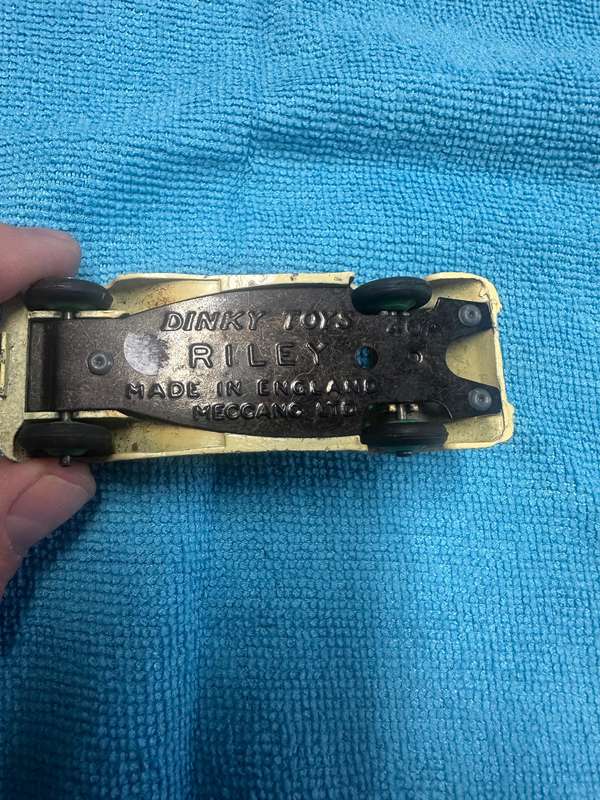 DINKY TOYS
RILEY
MADE IN ENGLAND
MECCANO LTD